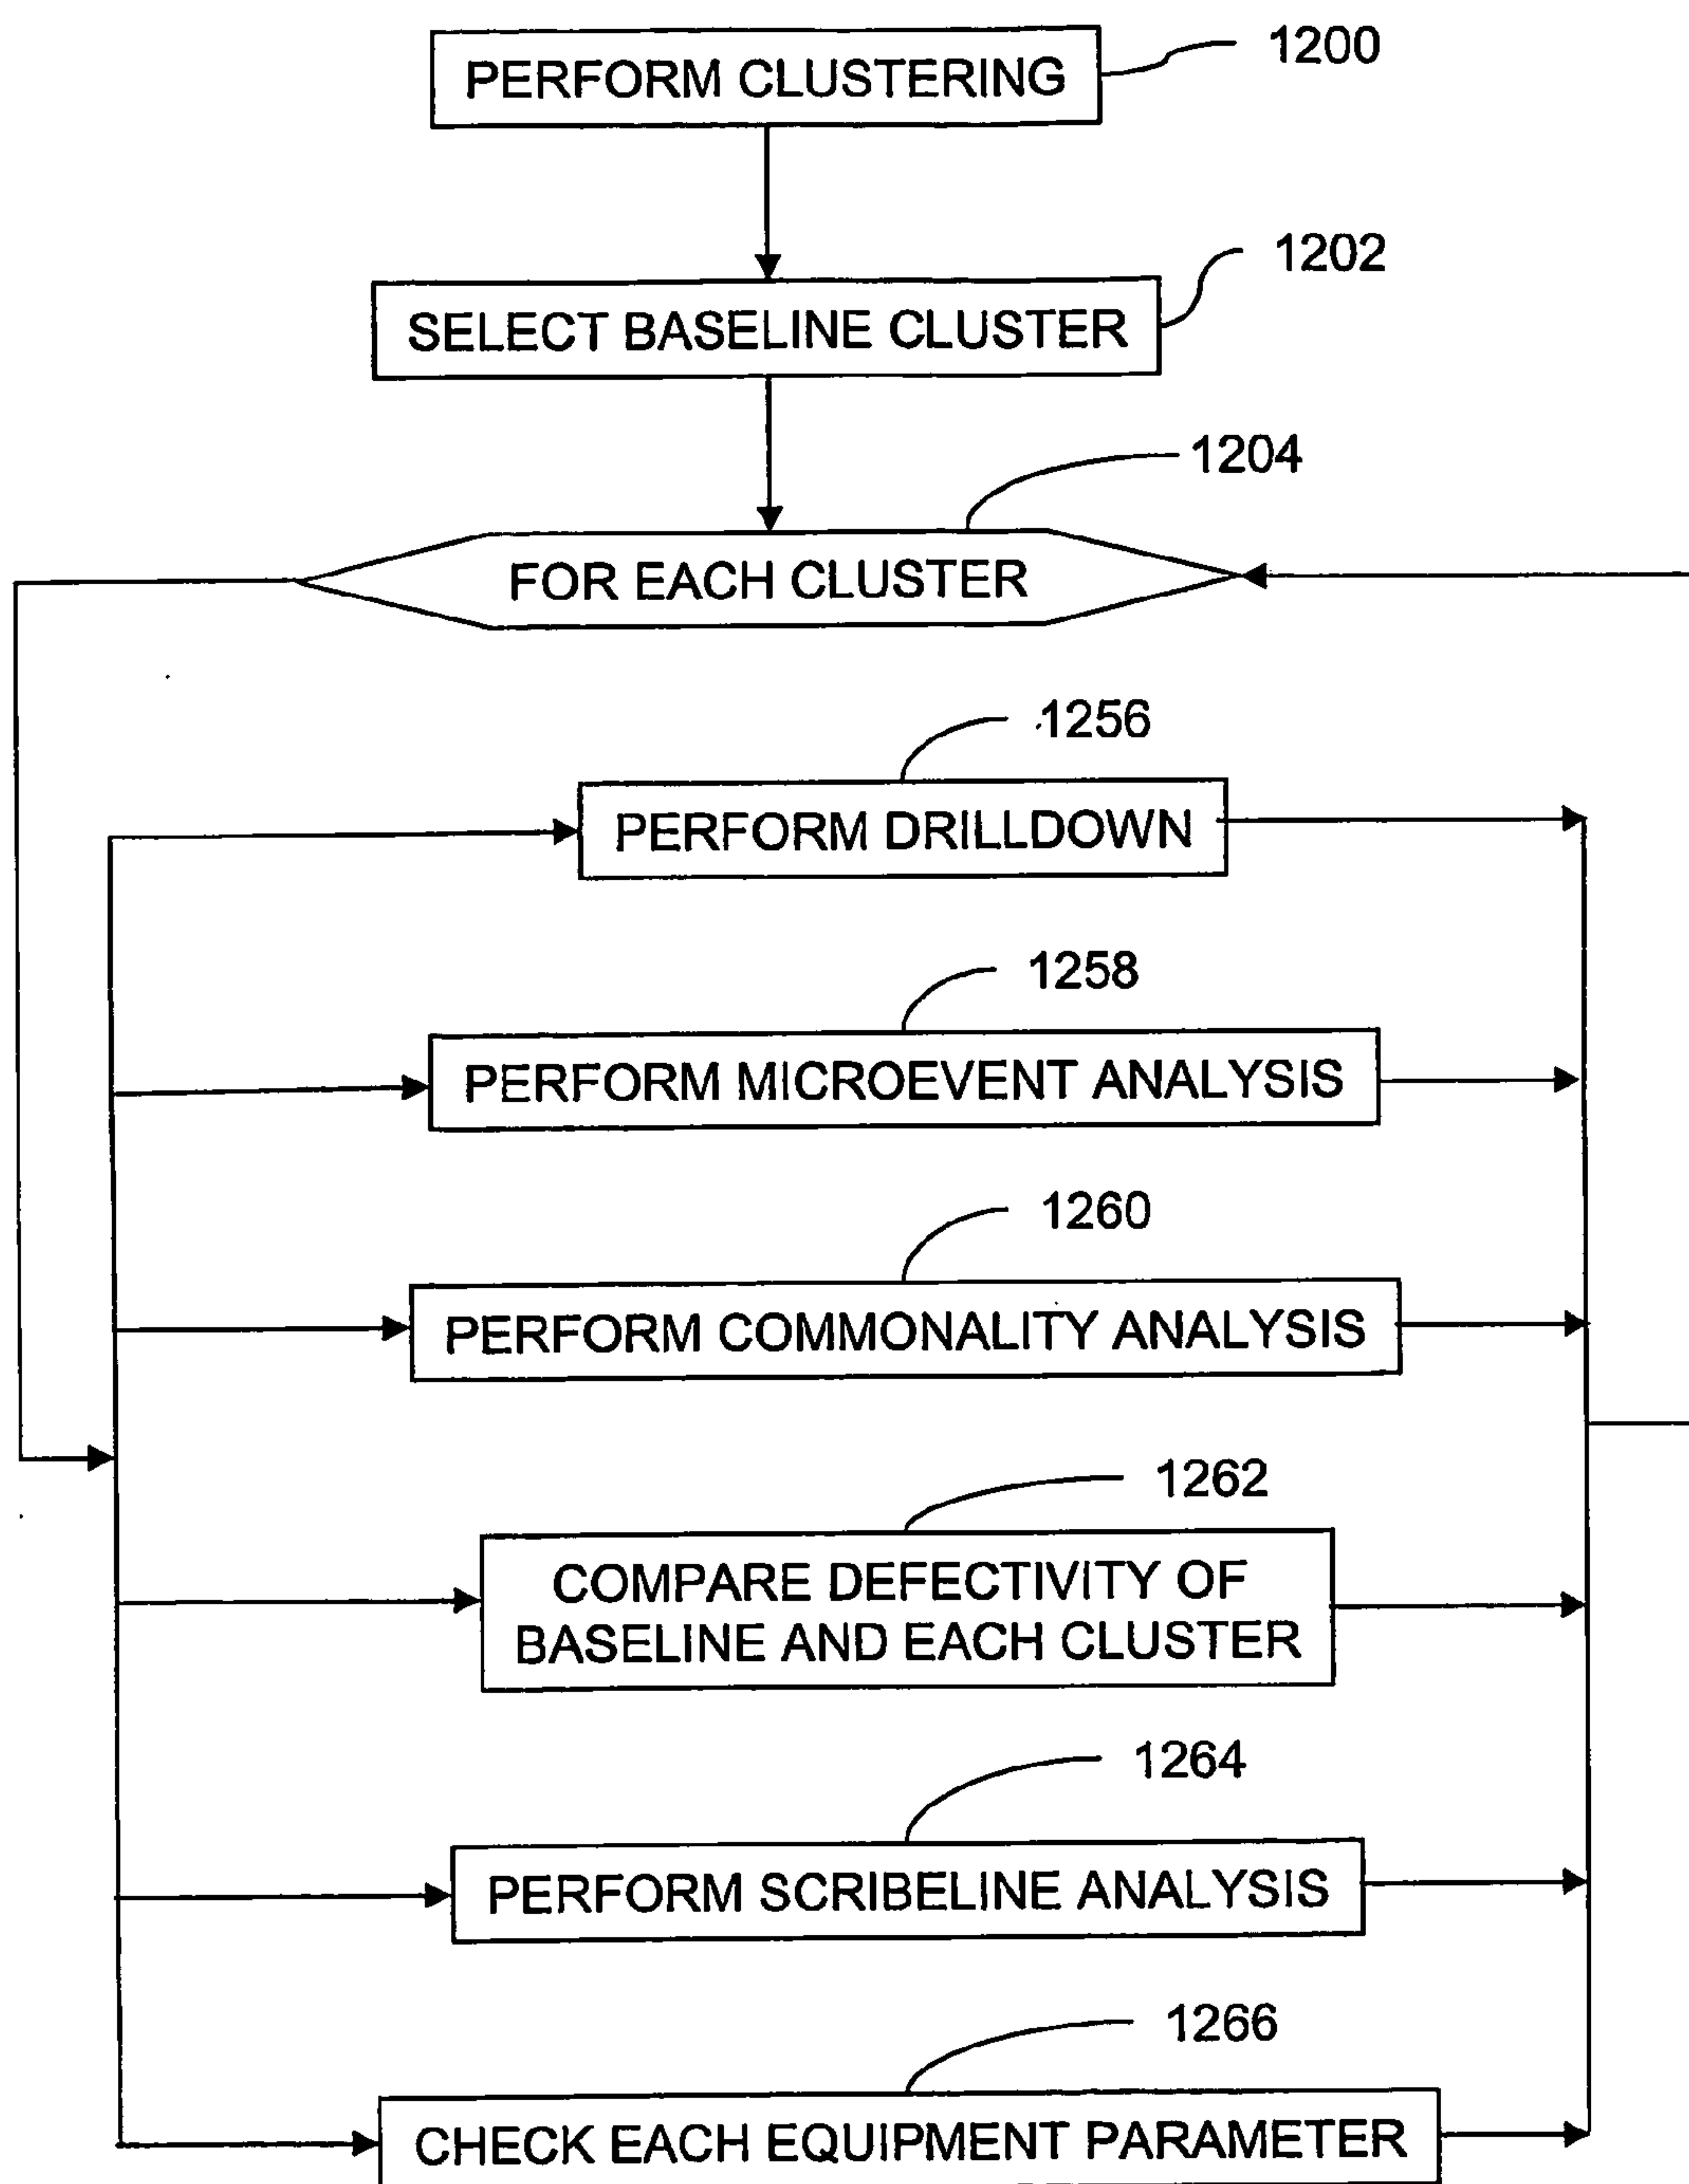 1200
PERFORM CLUSTERING
1202
SELECT BASELINE CLUSTER
1204
FOR EACH CLUSTER
1256
PERFORM DRILLDOWN
1258
PERFORM MICROEVENT ANALYSIS
1260
PERFORM COMMONALITY ANALYSIS
1262
COMPARE DEFECTIVITY OF
BASELINE AND EACH CLUSTER
1264
PERFORM SCRIBELINE ANALYSIS
1266
CHECK EACH EQUIPMENT PARAMETER